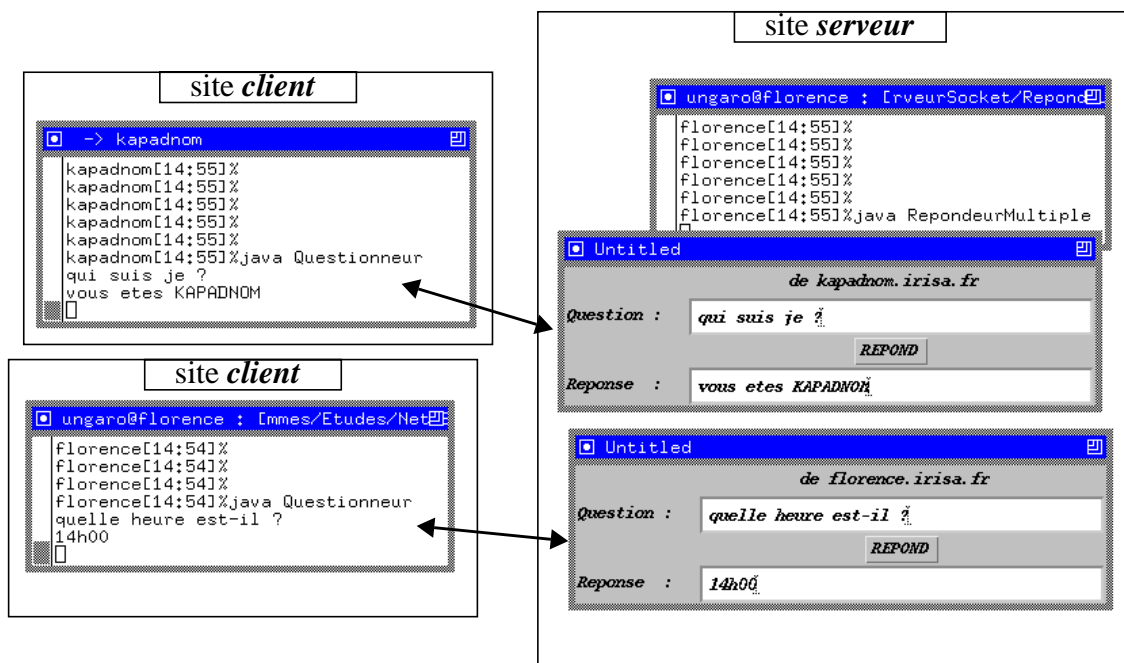 site client
-> kapadnom
kapadnom[14:55]%
kapadnom[14:55]%
kapadnom[14:55]%
kapadnom[14:55]%
kapadnom[14:55]%
kapadnom[14:55]%java Questionneur
qui suis je ?
vous etes KAPADNOM
site client
ungaro@florence : [mmes/Etudes/Net
florence[14:54]%
florence[14:54]%
florence[14:54]%
florence[14:54]%java Questionneur
quelle heure est-il ?
14h00
site serveur
ungaro@florence : [rveurSocket/Repond
florence[14:55]%
florence[14:55]%
florence[14:55]%
florence[14:55]%
florence[14:55]%
florence[14:55]%java RepondeurMultiple
Untitled
de kapadnom.irisa.fr
Question : qui suis je ?
REPOND
Reponse : vous etes KAPADNOM
Untitled
de florence.irisa.fr
Question : quelle heure est-il ?
REPOND
Reponse : 14h00